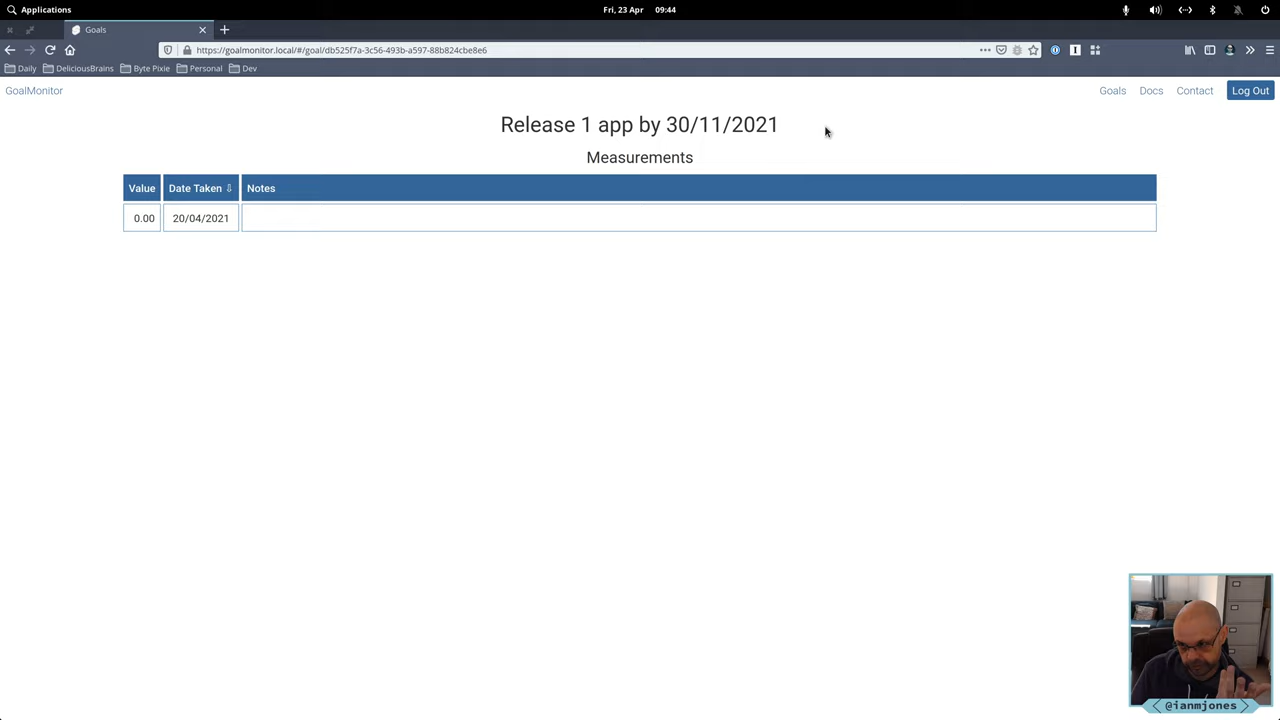 Applications
Fri, 23 Apr 09:44
Goals
https://goalmonitor.local/#/goal/db525f7a-3c56-493b-a597-88b824cbe8e6
Daily DeliciousBrains Byte Pixie Personal Dev
GoalMonitor Goals Docs Contact Log Out
Release 1 app by 30/11/2021
Measurements
Value Date Taken ⇩ Notes
0.00 20/04/2021
@ianmjones